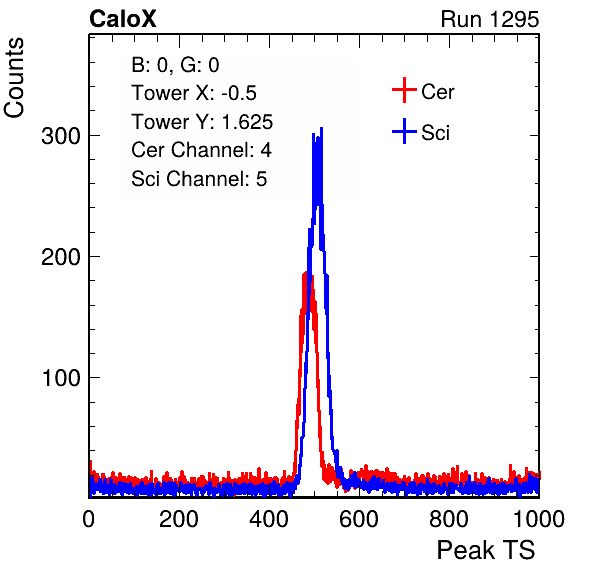 CaloX Run 1295
Counts
B: 0, G: 0
Tower X: -0.5
Tower Y: 1.625
Cer Channel: 4
Sci Channel: 5
Cer
Sci
300
200
100
0 200 400 600 800 1000
Peak TS